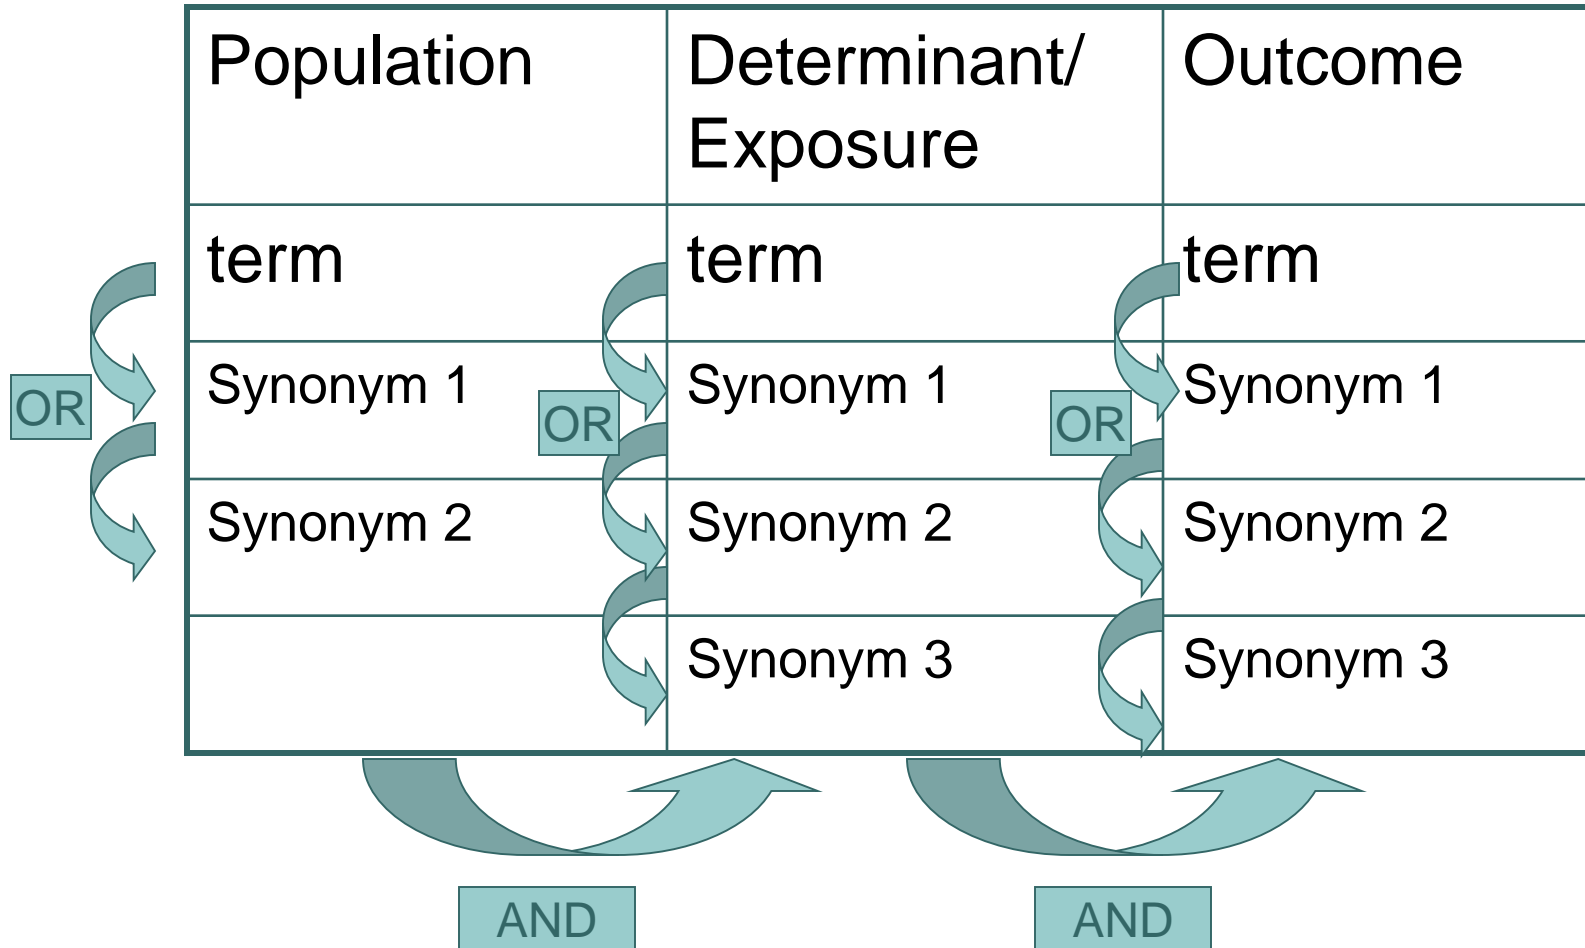 Population
Determinant/
Exposure
Outcome
term
term
term
OR
Synonym 1
OR
Synonym 1
OR
Synonym 1
Synonym 2
Synonym 2
Synonym 2
Synonym 3
Synonym 3
AND
AND